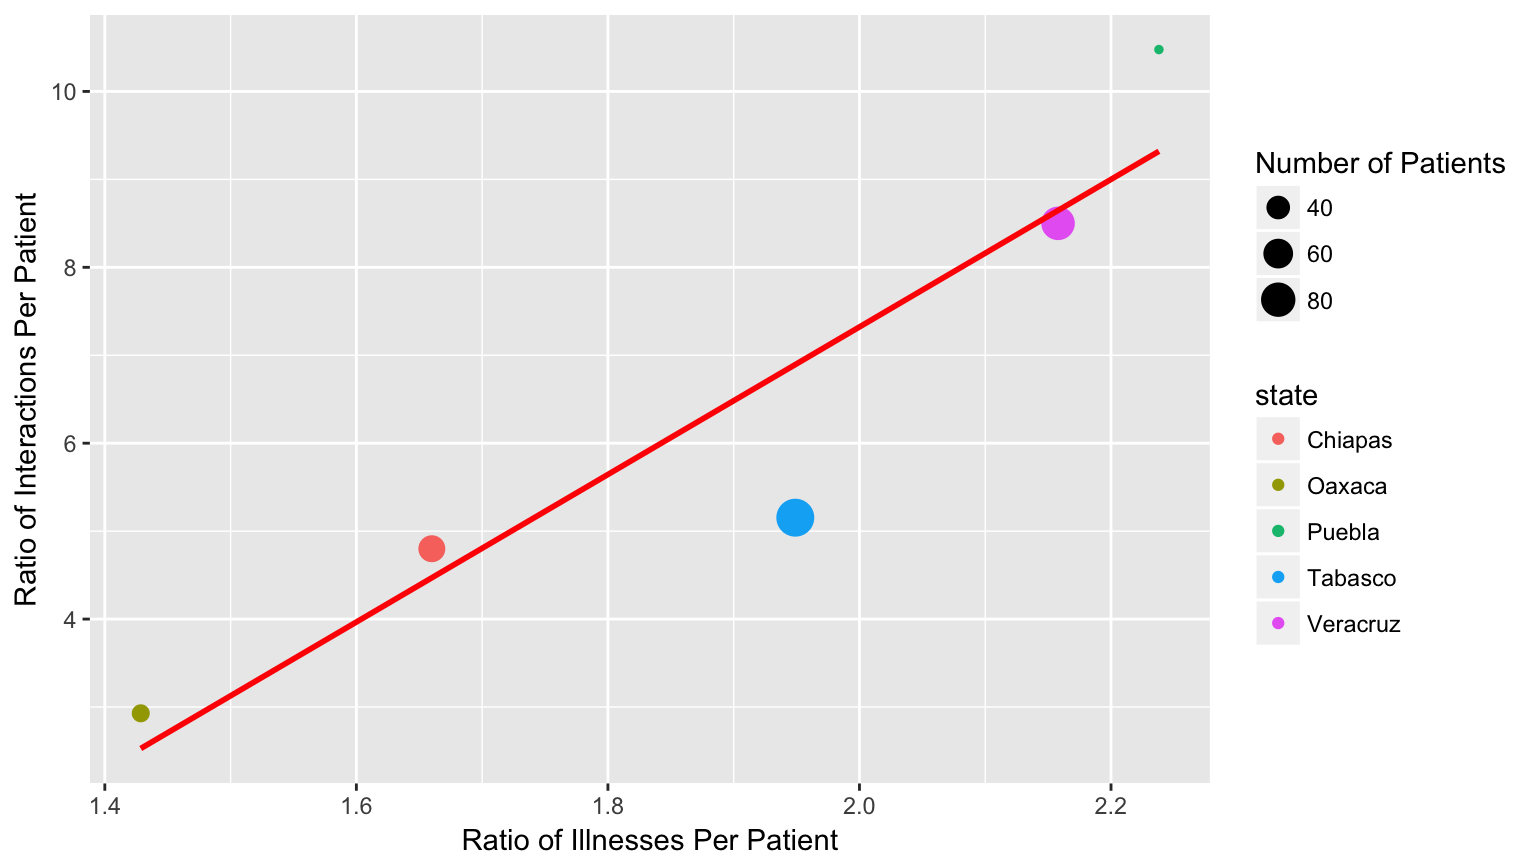 10
8
6
4
Ratio of Interactions Per Patient
1.4 1.6 1.8 2.0 2.2
Ratio of Illnesses Per Patient
Number of Patients
40
60
80
state
Chiapas
Oaxaca
Puebla
Tabasco
Veracruz